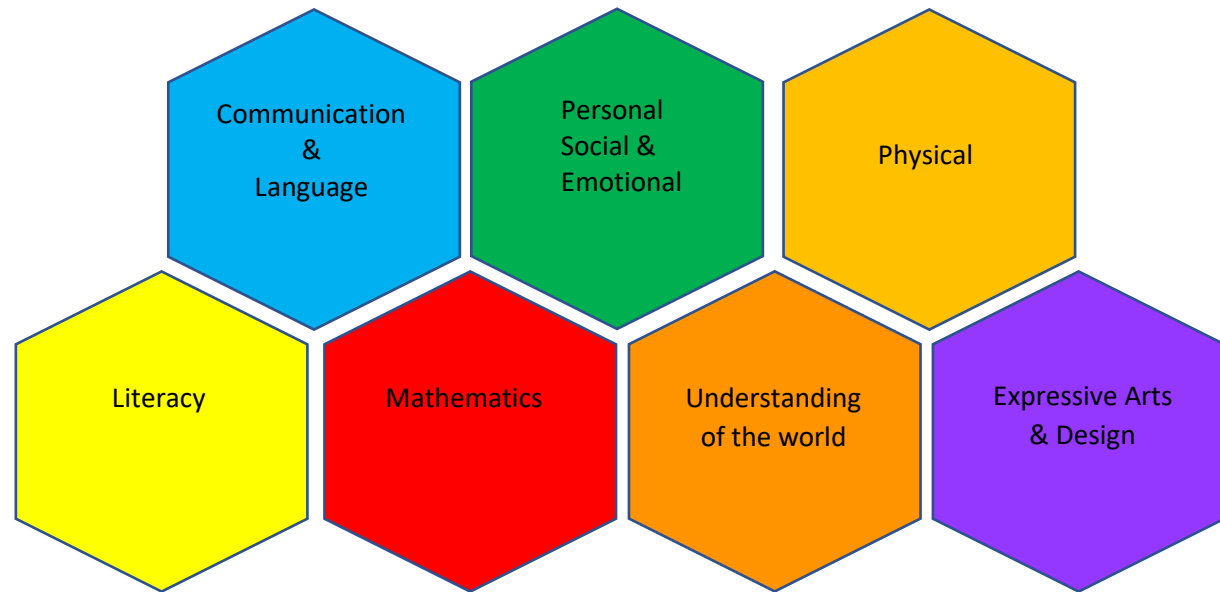 Communication
&
Language
Personal
Social &
Emotional
Physical
Literacy
Mathematics
Understanding
of the world
Expressive Arts
& Design